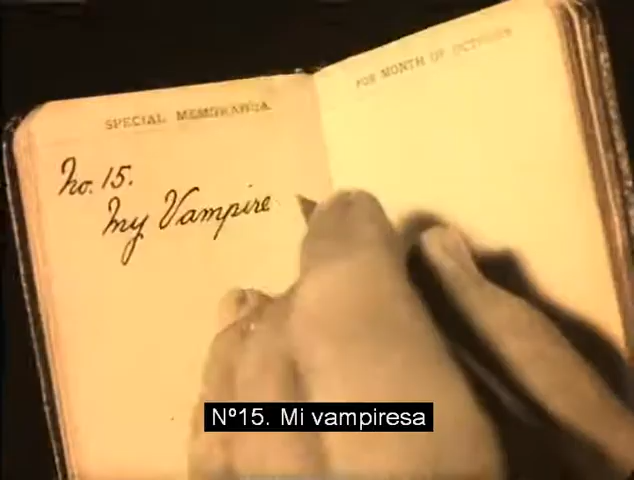 SPECIAL MEMORANDA
FOR MONTH OF OCTOBER
No. 15.
My Vampire
Nº15. Mi vampiresa